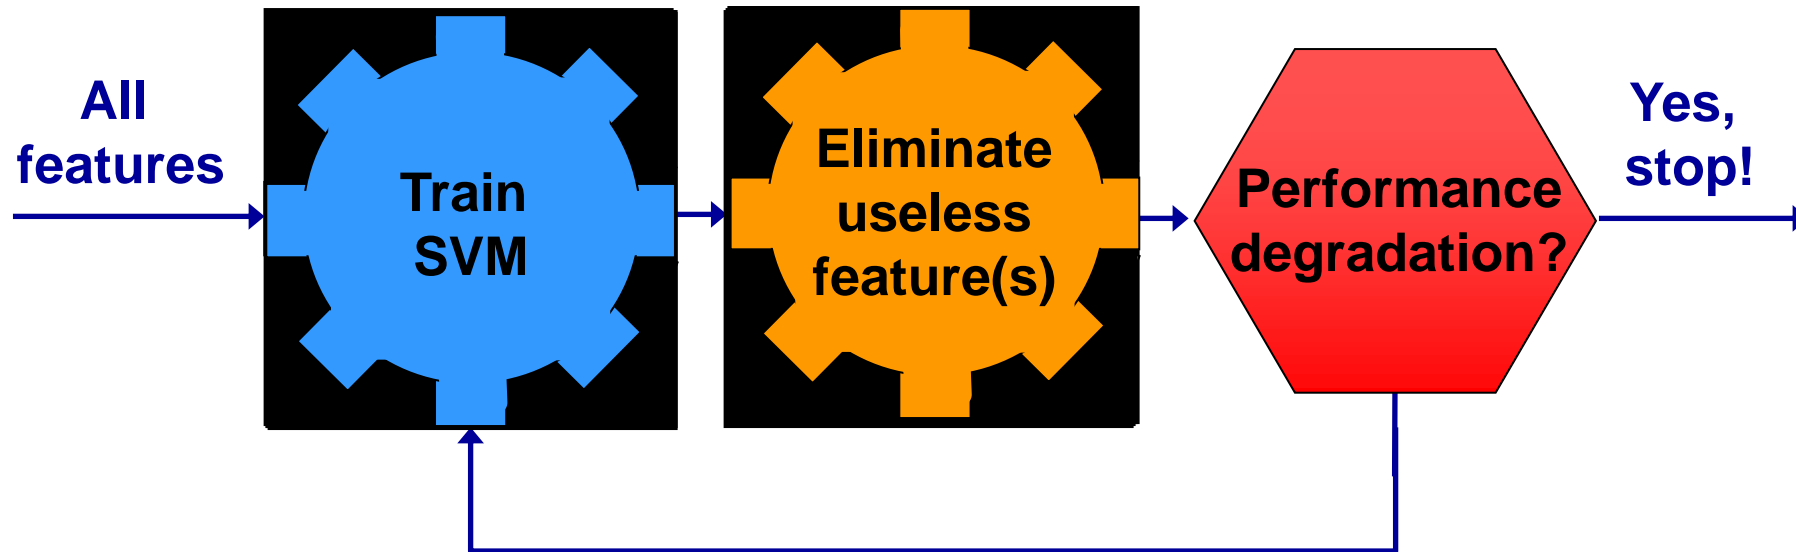 All
features
Train
SVM
Eliminate
useless
feature(s)
Performance
degradation?
Yes,
stop!